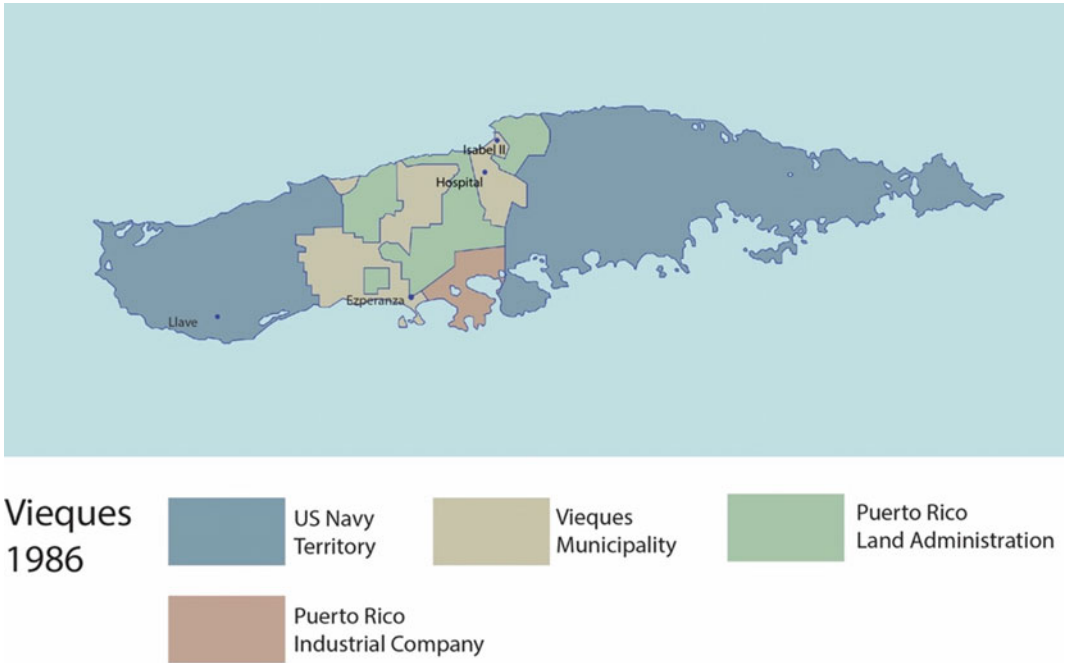 Isabel II
Hospital
Ezperanza
Llave
Vieques
1986
US Navy
Territory
Vieques
Municipality
Puerto Rico
Land Administration
Puerto Rico
Industrial Company